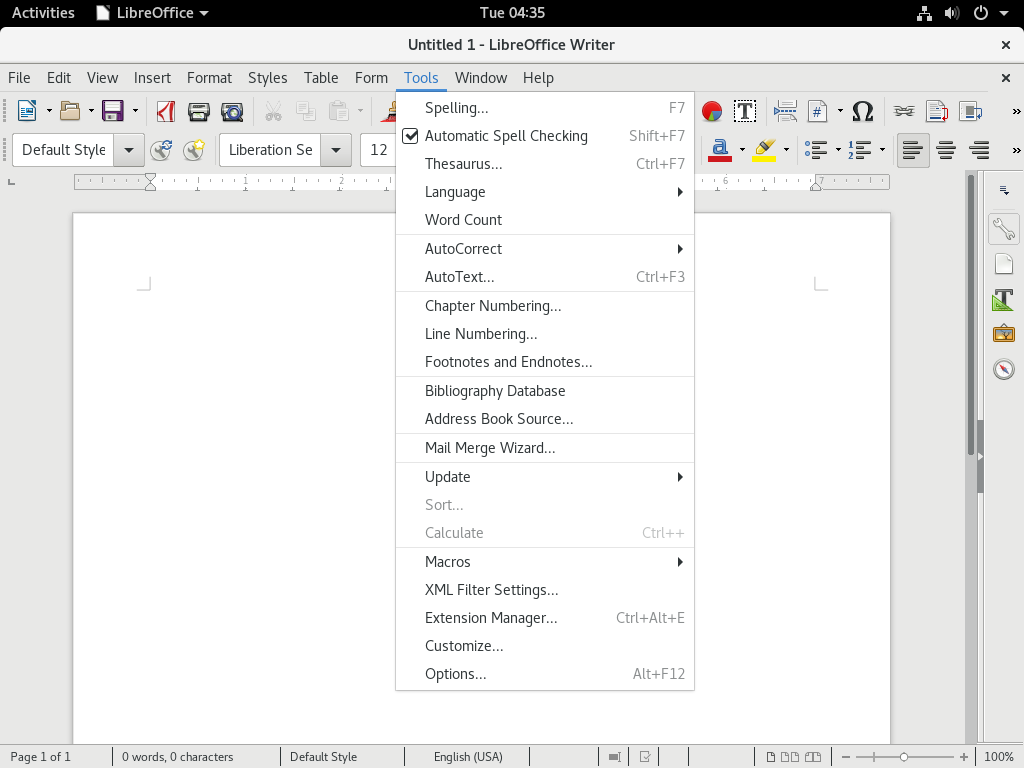 Activities LibreOffice Tue 04:35
Untitled 1 - LibreOffice Writer
File Edit View Insert Format Styles Table Form Tools Window Help
Default Style Liberation Se 12
1 2 6 7
Spelling... F7
Automatic Spell Checking Shift+F7
Thesaurus... Ctrl+F7
Language
Word Count
AutoCorrect
AutoText... Ctrl+F3
Chapter Numbering...
Line Numbering...
Footnotes and Endnotes...
Bibliography Database
Address Book Source...
Mail Merge Wizard...
Update
Sort...
Calculate Ctrl++
Macros
XML Filter Settings...
Extension Manager... Ctrl+Alt+E
Customize...
Options... Alt+F12
Page 1 of 1 0 words, 0 characters Default Style English (USA) 100%